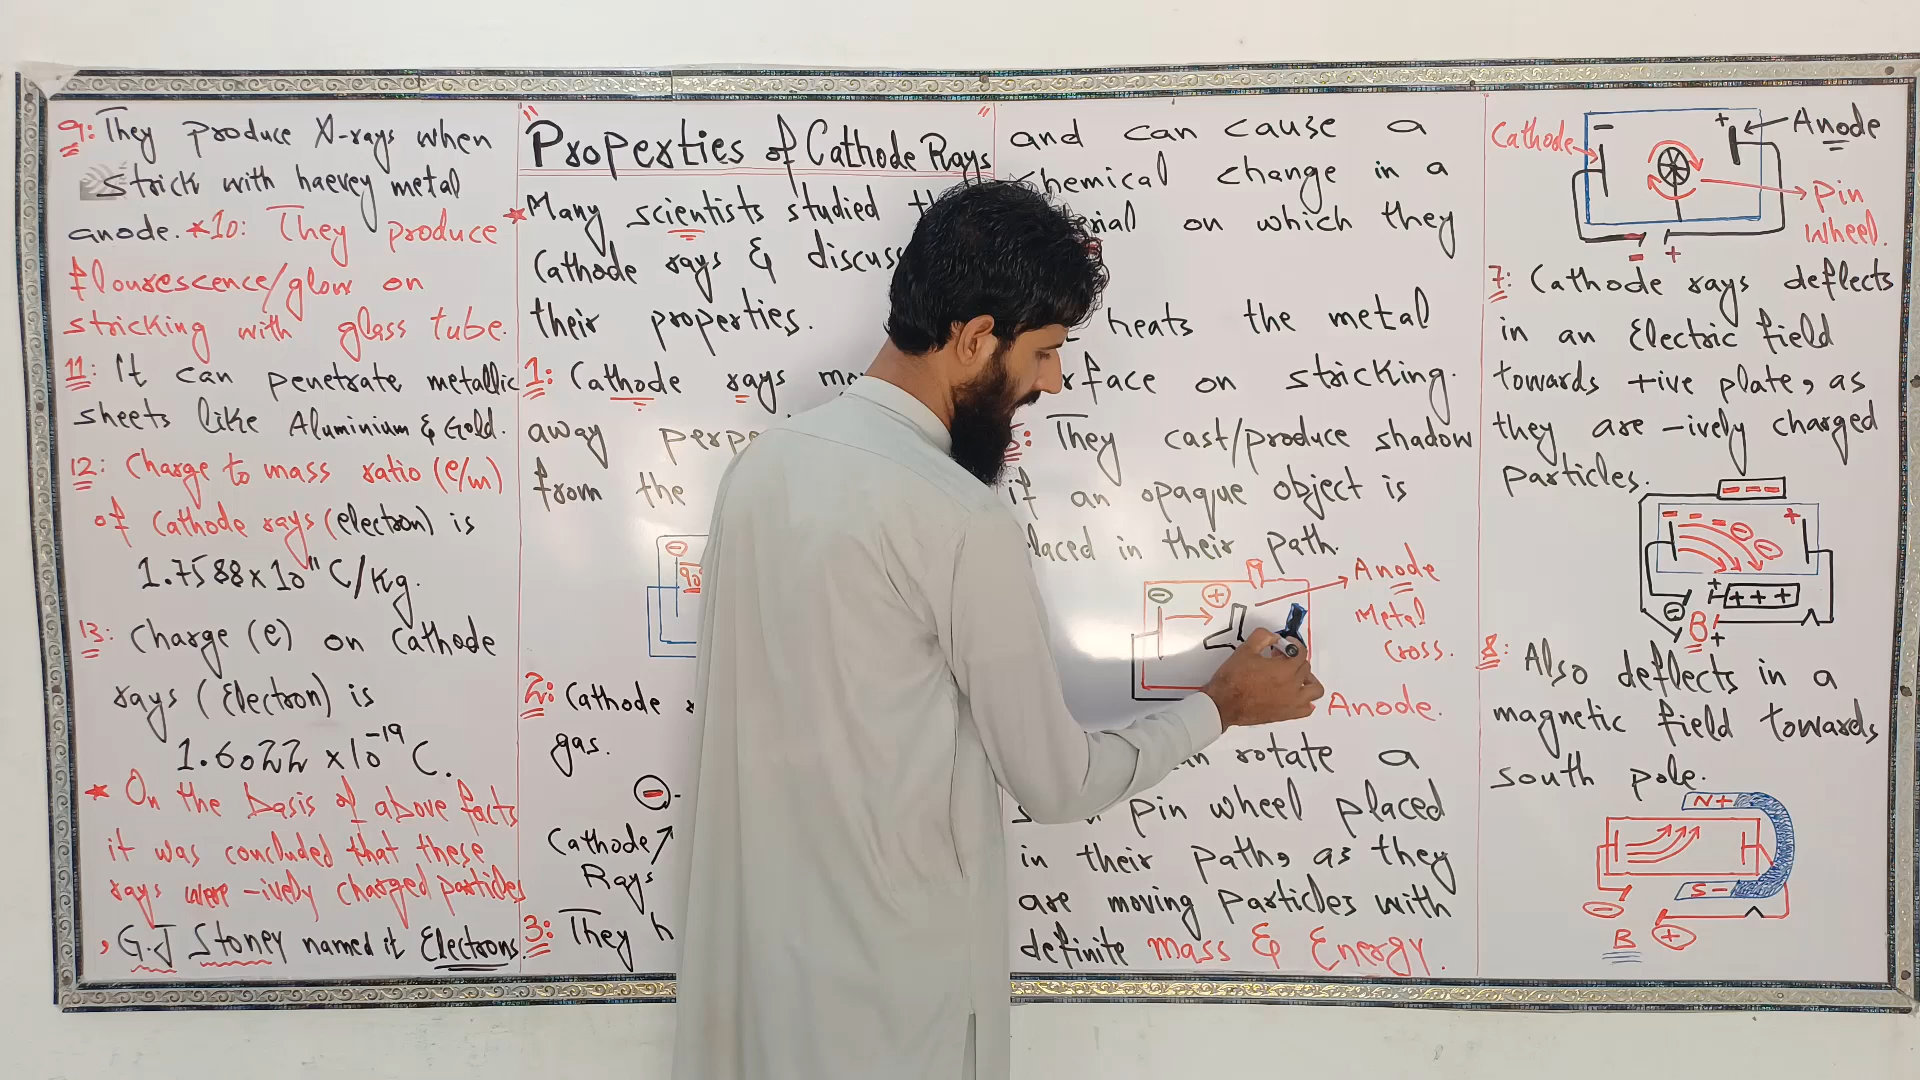 9: They produce X-rays when
strick with haevey metal
anode. *10: They produce
flourescence/glow on
stricking with glass tube.
11: It can penetrate metallic
sheets like Aluminium & Gold.
12: Charge to mass ratio (e/m)
of Cathode rays (electron) is
1.7588x10¹¹ C/Kg.
13: Charge (e) on Cathode
rays (Electron) is
1.6022 x10⁻¹⁹ C.
* On the basis of above facts
it was concluded that these
rays were -ively charged particles
, G.J Stoney named it Electrons.
"Properties of Cathode Rays"
* Many scientists studied
Cathode rays &
their properties.
1: Cathode rays
away
from the
-
90°
2: Cathode
gas.
-
Cathode
Rays
3: They
and can cause a
chemical change in a
on which they
heats the metal
on stricking.
They cast/produce shadow
if an opaque object is
placed in their path.
- +
Anode
Metal
Cross.
Anode.
rotate a
pin wheel placed
in their path, as they
are moving particles with
definite mass & Energy.
Cathode - + Anode
Pin
Wheel.
- +
7: Cathode rays deflects
in an Electric field
towards +ive plate, as
they are -ively charged
particles.
- - -
- - - - +
-
+
+ + +
-
B
+
8: Also deflects in a
magnetic field towards
south pole.
N+
S-
-
B +